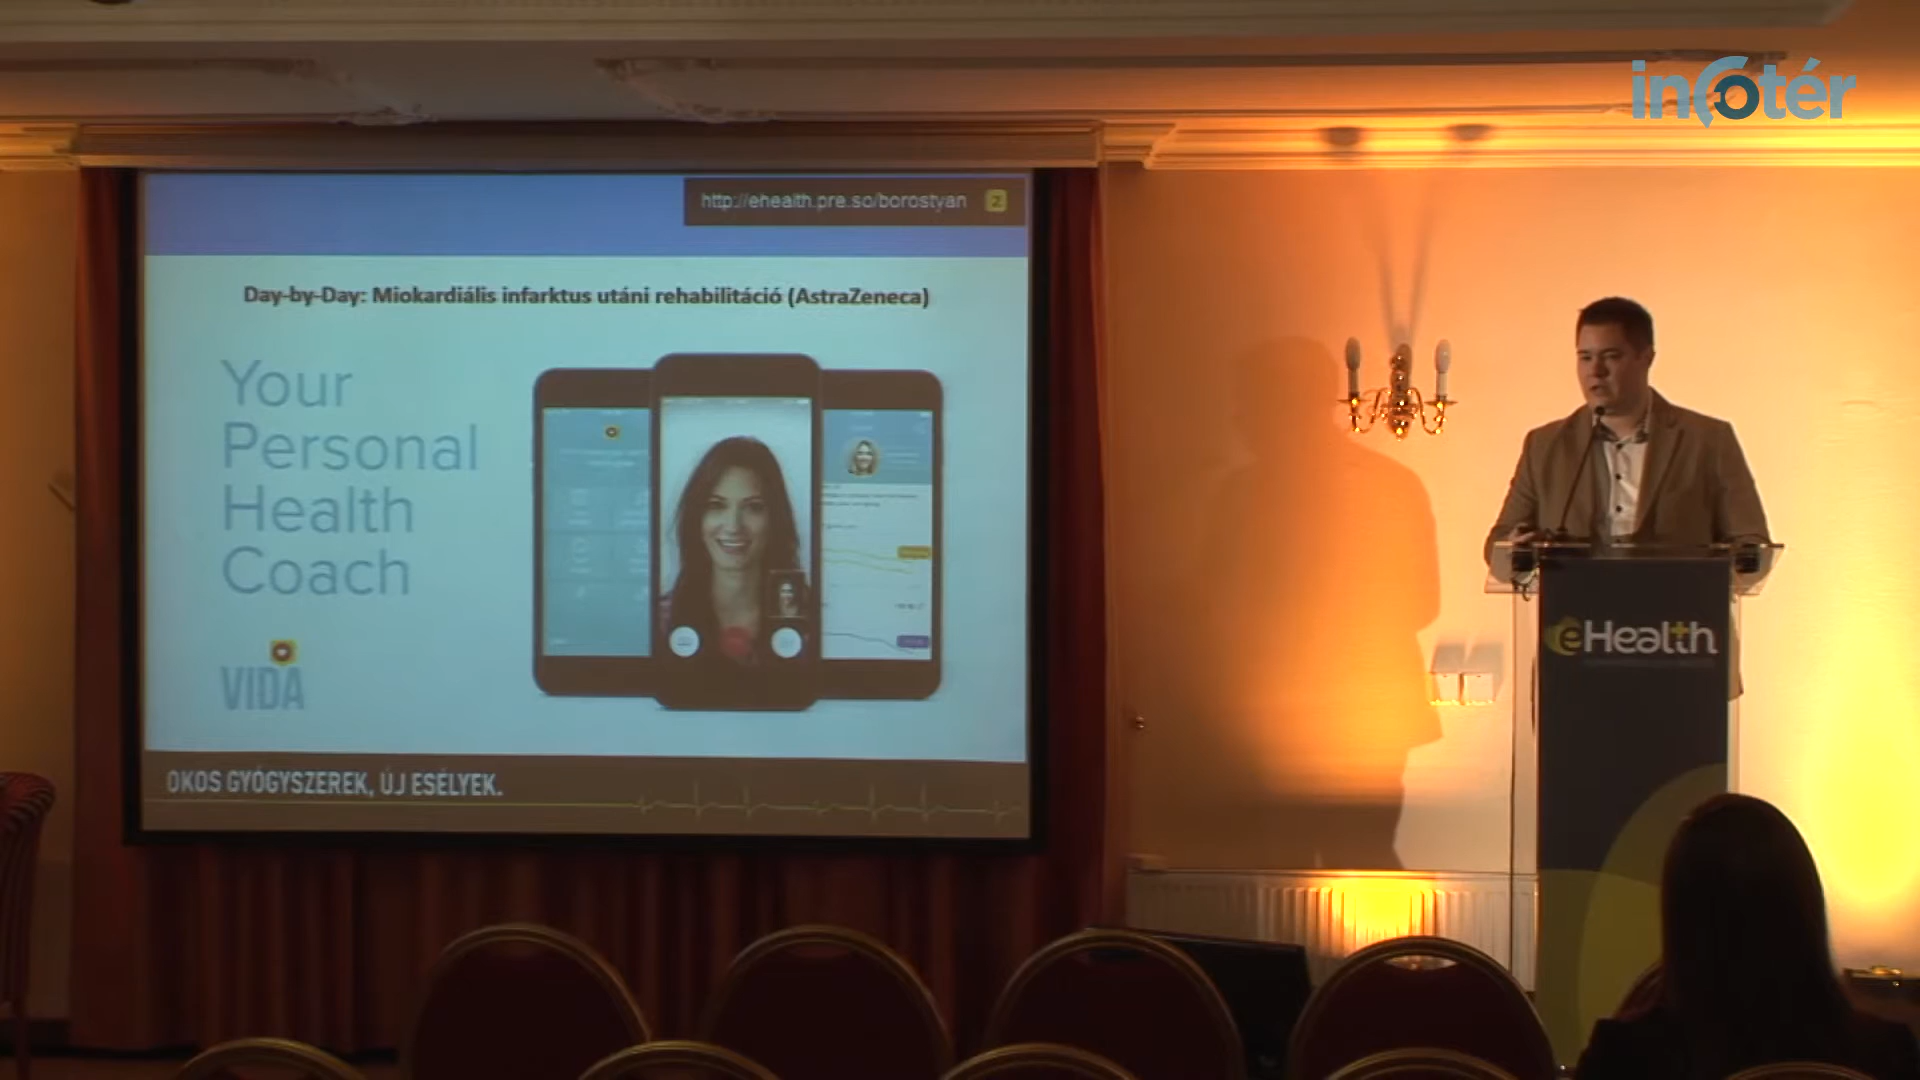 infotér
http://ehealth.pre.so/borostyan 2
Day-by-Day: Miokardiális infarktus utáni rehabilitáció (AstraZeneca)
Your
Personal
Health
Coach
VIDA
OKOS GYÓGYSZEREK, ÚJ ESÉLYEK.
eHealth